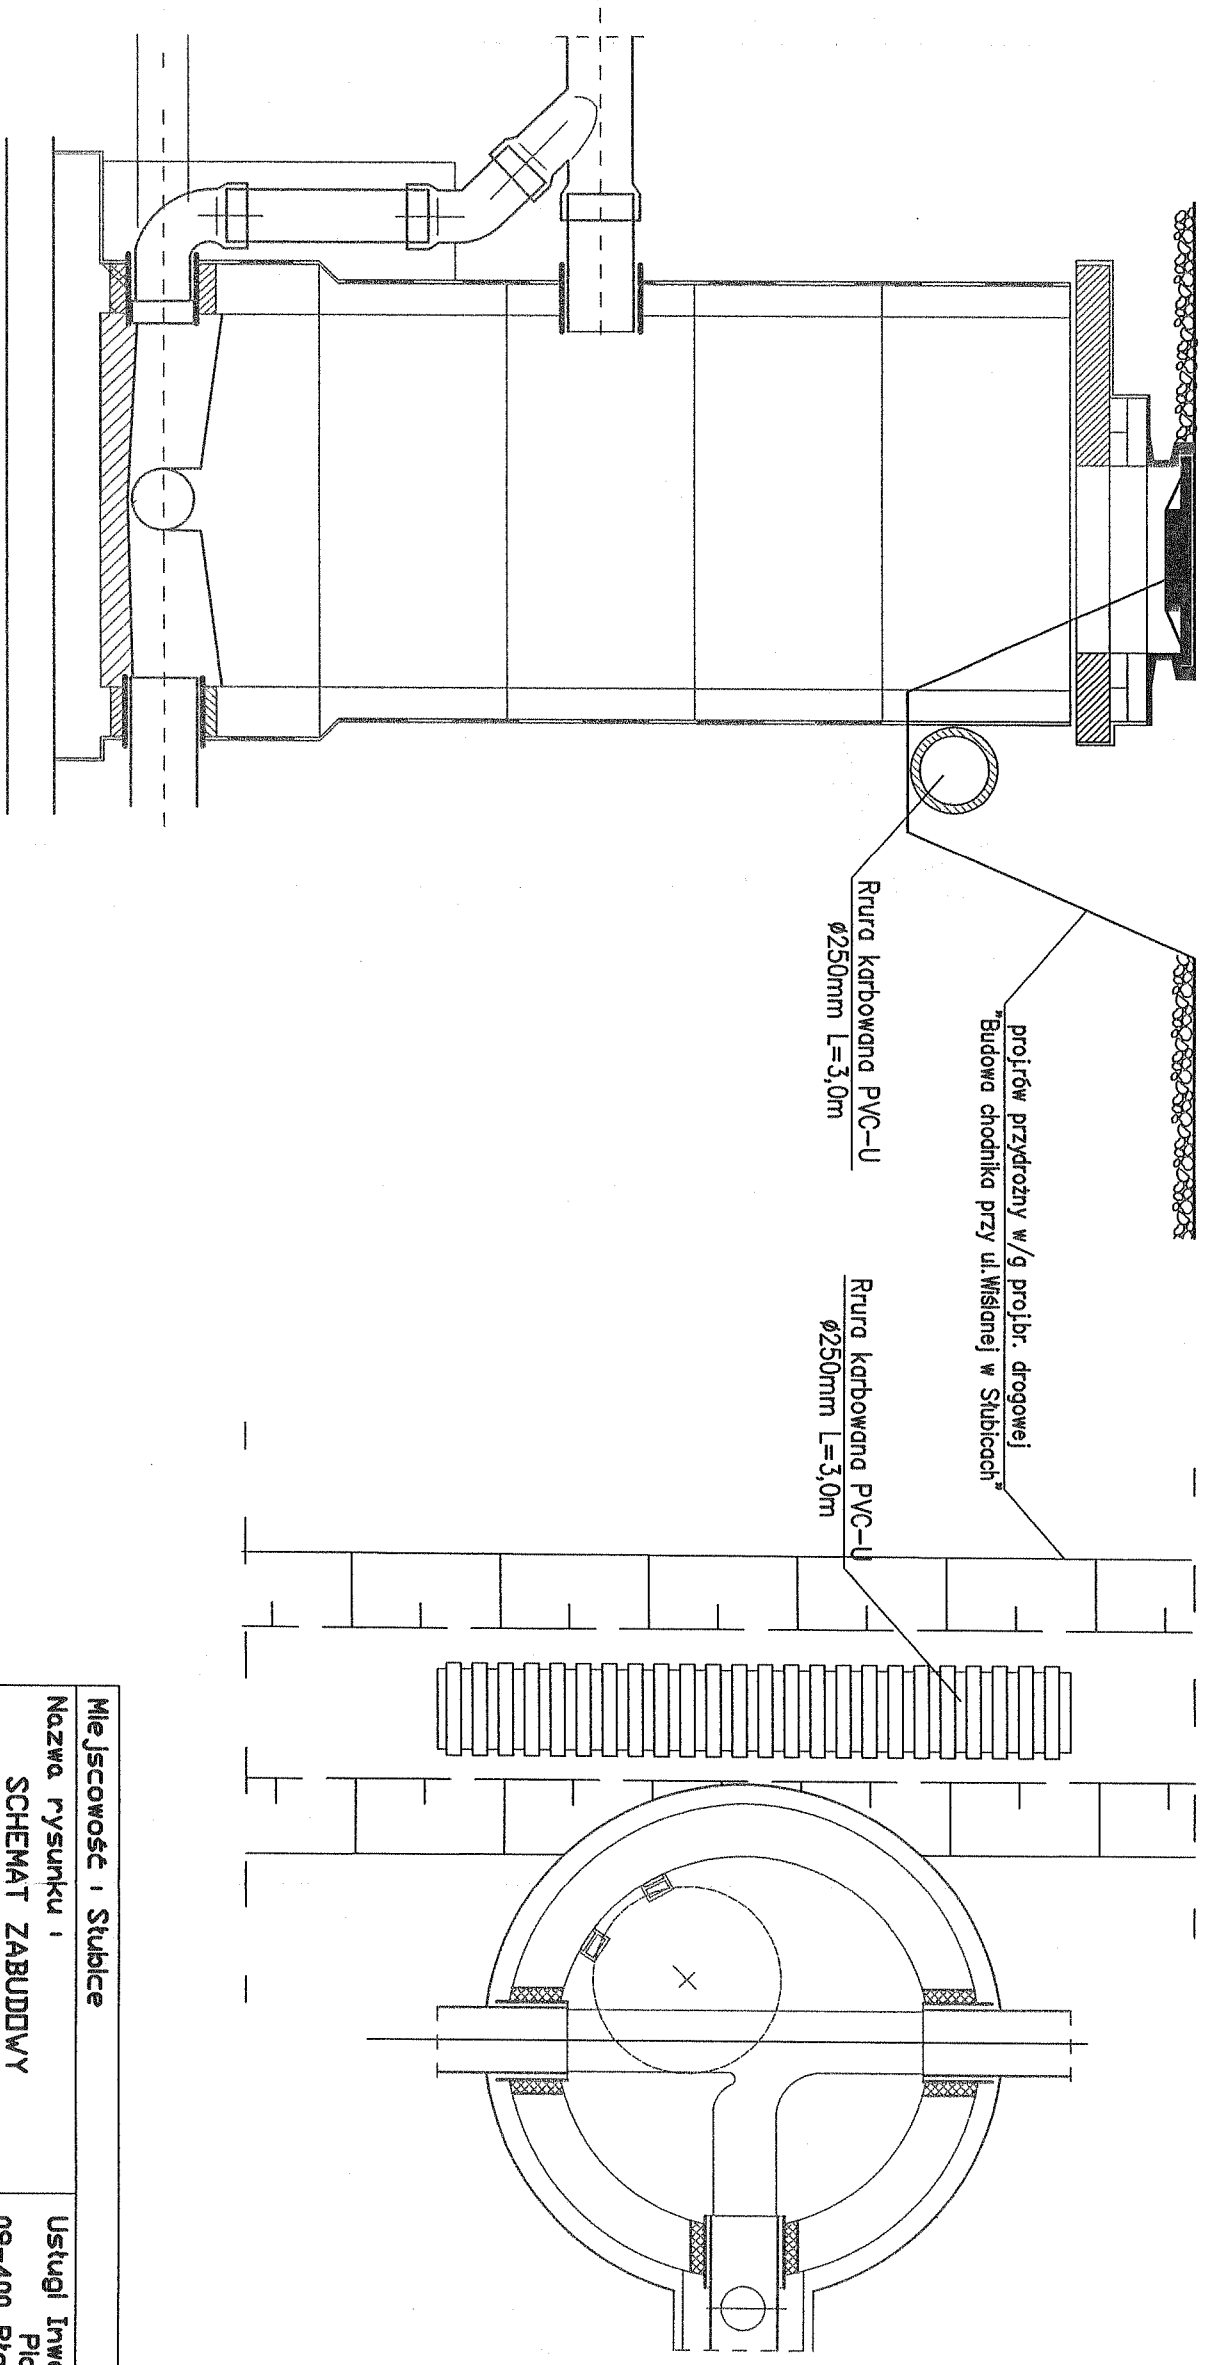 Rrura karbowana PVC-U
ø250mm L=3,0m
proj.rów przydrożny w/g proj.br. drogowej
"Budowa chodnika przy ul.Wiślanej w Słubicach"
Rrura karbowana PVC-U
ø250mm L=3,0m
Miejscowość : Słubice
Nazwa rysunku :
SCHEMAT ZABUDOWY
Usługi Inwe
Plo